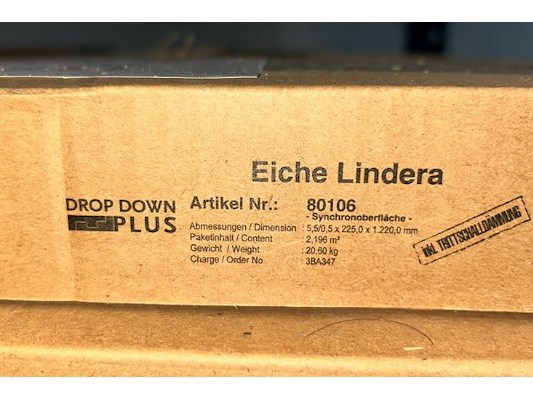 Eiche Lindera
DROP DOWN
PLUS
Artikel Nr.: 80106
- Synchronoberfläche -
Abmessungen / Dimension : 5,5/0,5 x 225,0 x 1.220,0 mm
Paketinhalt / Content : 2,196 m²
Gewicht / Weight : 20,60 kg
Charge / Order No : 3BA347
inkl. TRITTSCHALLDÄMMUNG